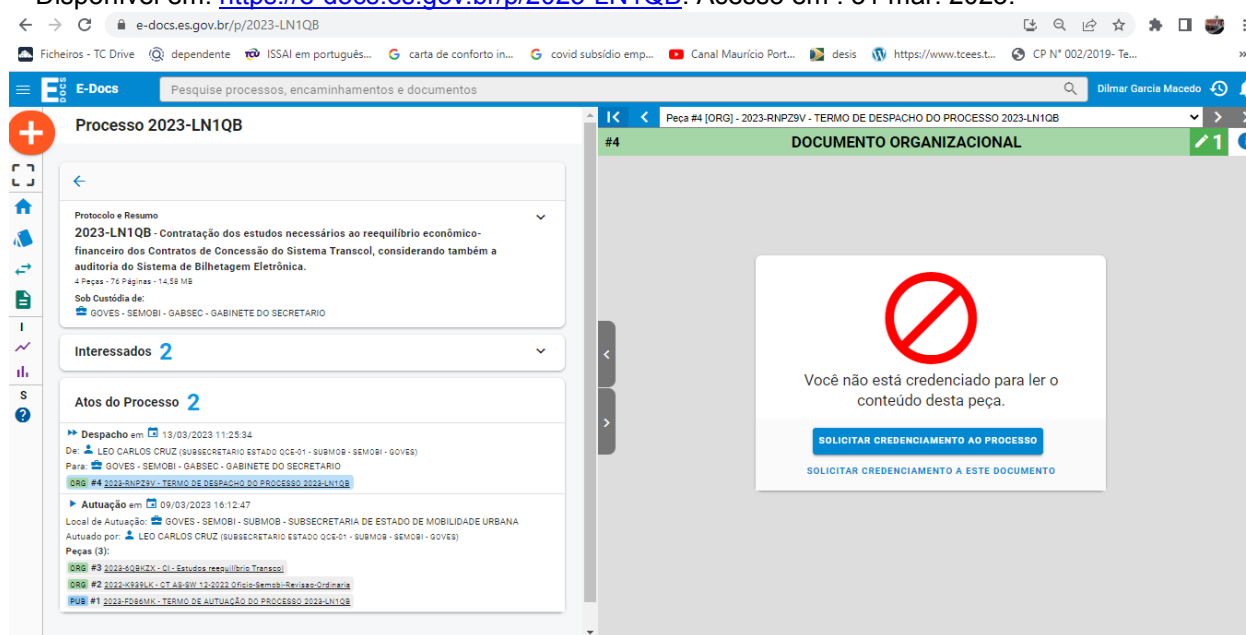 Disponível em: https://e-docs.es.gov.br/p/2023-LN1QB. Acesso em : 31 mar. 2023.
e-docs.es.gov.br/p/2023-LN1QB
Ficheiros - TC Drive dependente ISSAI em português... carta de conforto in... covid subsídio emp... Canal Maurício Port... desis https://www.tcees.t... CP N° 002/2019- Te... »
E-Docs Pesquise processos, encaminhamentos e documentos Dilmar Garcia Macedo
Processo 2023-LN1QB
Protocolo e Resumo
2023-LN1QB - Contratação dos estudos necessários ao reequilíbrio econômico-
financeiro dos Contratos de Concessão do Sistema Transcol, considerando também a
auditoria do Sistema de Bilhetagem Eletrônica.
4 Peças - 76 Páginas - 14,58 MB
Sob Custódia de:
GOVES - SEMOBI - GABSEC - GABINETE DO SECRETARIO
Interessados 2
Atos do Processo 2
Despacho em 13/03/2023 11:25:34
De: LEO CARLOS CRUZ (SUBSECRETARIO ESTADO QCE-01 - SUBMOB - SEMOBI - GOVES)
Para: GOVES - SEMOBI - GABSEC - GABINETE DO SECRETARIO
ORG #4 2023-RNPZ9V - TERMO DE DESPACHO DO PROCESSO 2023-LN1QB
Autuação em 09/03/2023 16:12:47
Local de Autuação: GOVES - SEMOBI - SUBMOB - SUBSECRETARIA DE ESTADO DE MOBILIDADE URBANA
Autuado por: LEO CARLOS CRUZ (SUBSECRETARIO ESTADO QCE-01 - SUBMOB - SEMOBI - GOVES)
Peças (3):
ORG #3 2023-6QBKZX - CI - Estudos reequilíbrio Transcol
ORG #2 2022-K939LK - CT AS-SW 12-2022 Oficio-Semobi-Revisao-Ordinaria
PUB #1 2023-FD86MK - TERMO DE AUTUAÇÃO DO PROCESSO 2023-LN1QB
I
S
Peça #4 [ORG] - 2023-RNPZ9V - TERMO DE DESPACHO DO PROCESSO 2023-LN1QB
#4 DOCUMENTO ORGANIZACIONAL 1
Você não está credenciado para ler o
conteúdo desta peça.
SOLICITAR CREDENCIAMENTO AO PROCESSO
SOLICITAR CREDENCIAMENTO A ESTE DOCUMENTO